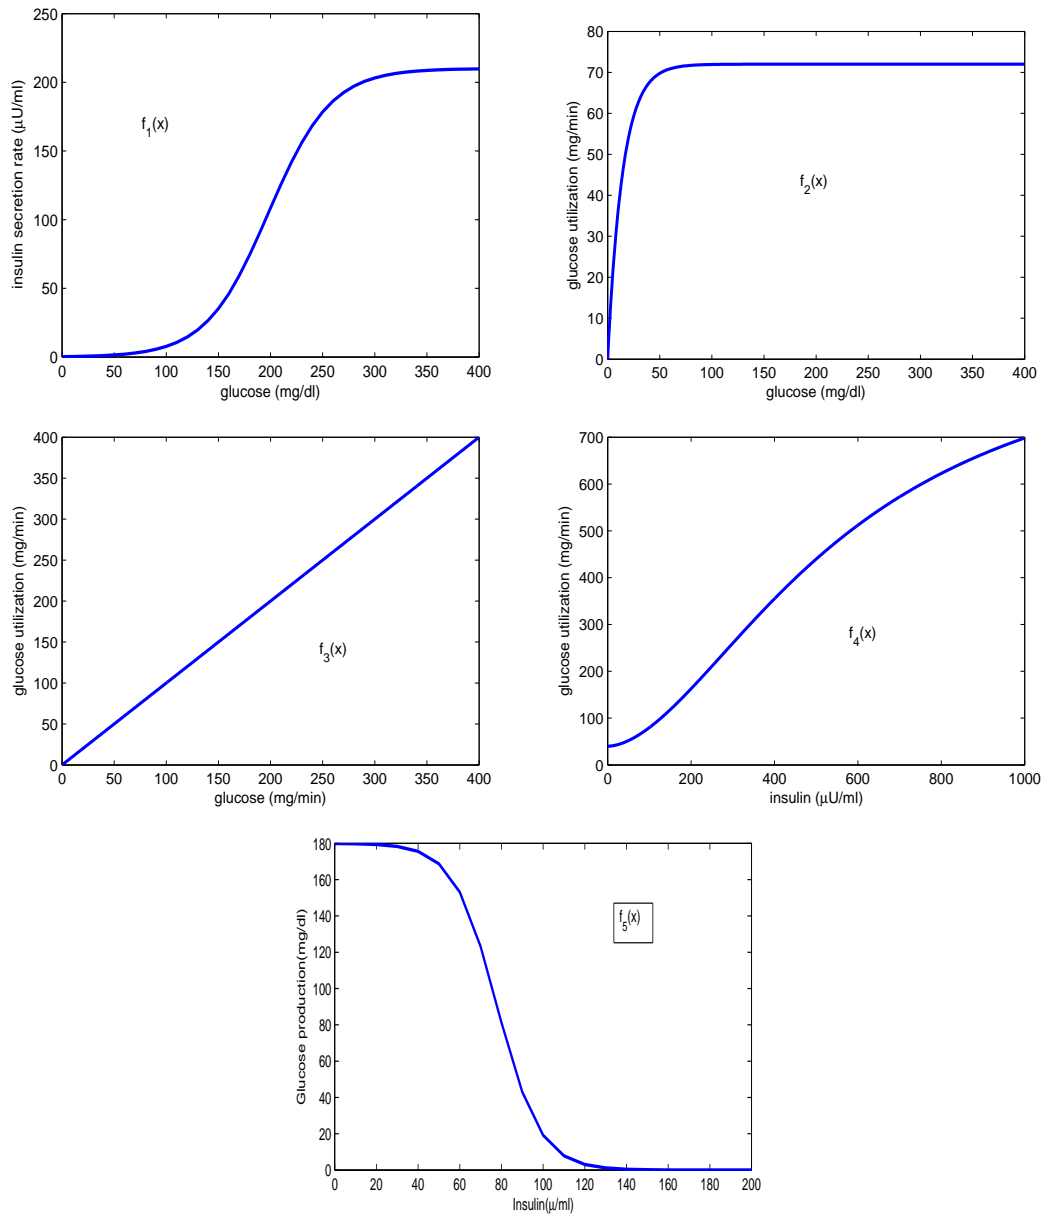 250
200
150
100
50
0
insulin secretion rate (μU/ml)
f1(x)
0 50 100 150 200 250 300 350 400
glucose (mg/dl)
80
70
60
50
40
30
20
10
0
glucose utilization (mg/min)
f2(x)
0 50 100 150 200 250 300 350 400
glucose (mg/dl)
400
350
300
250
200
150
100
50
0
glucose utilization (mg/min)
f3(x)
0 50 100 150 200 250 300 350 400
glucose (mg/min)
700
600
500
400
300
200
100
0
glucose utilization (mg/min)
f4(x)
0 200 400 600 800 1000
insulin (μU/ml)
180
160
140
120
100
80
60
40
20
0
Glucose production(mg/dl)
f5(x)
0 20 40 60 80 100 120 140 160 180 200
Insulin(μ/ml)